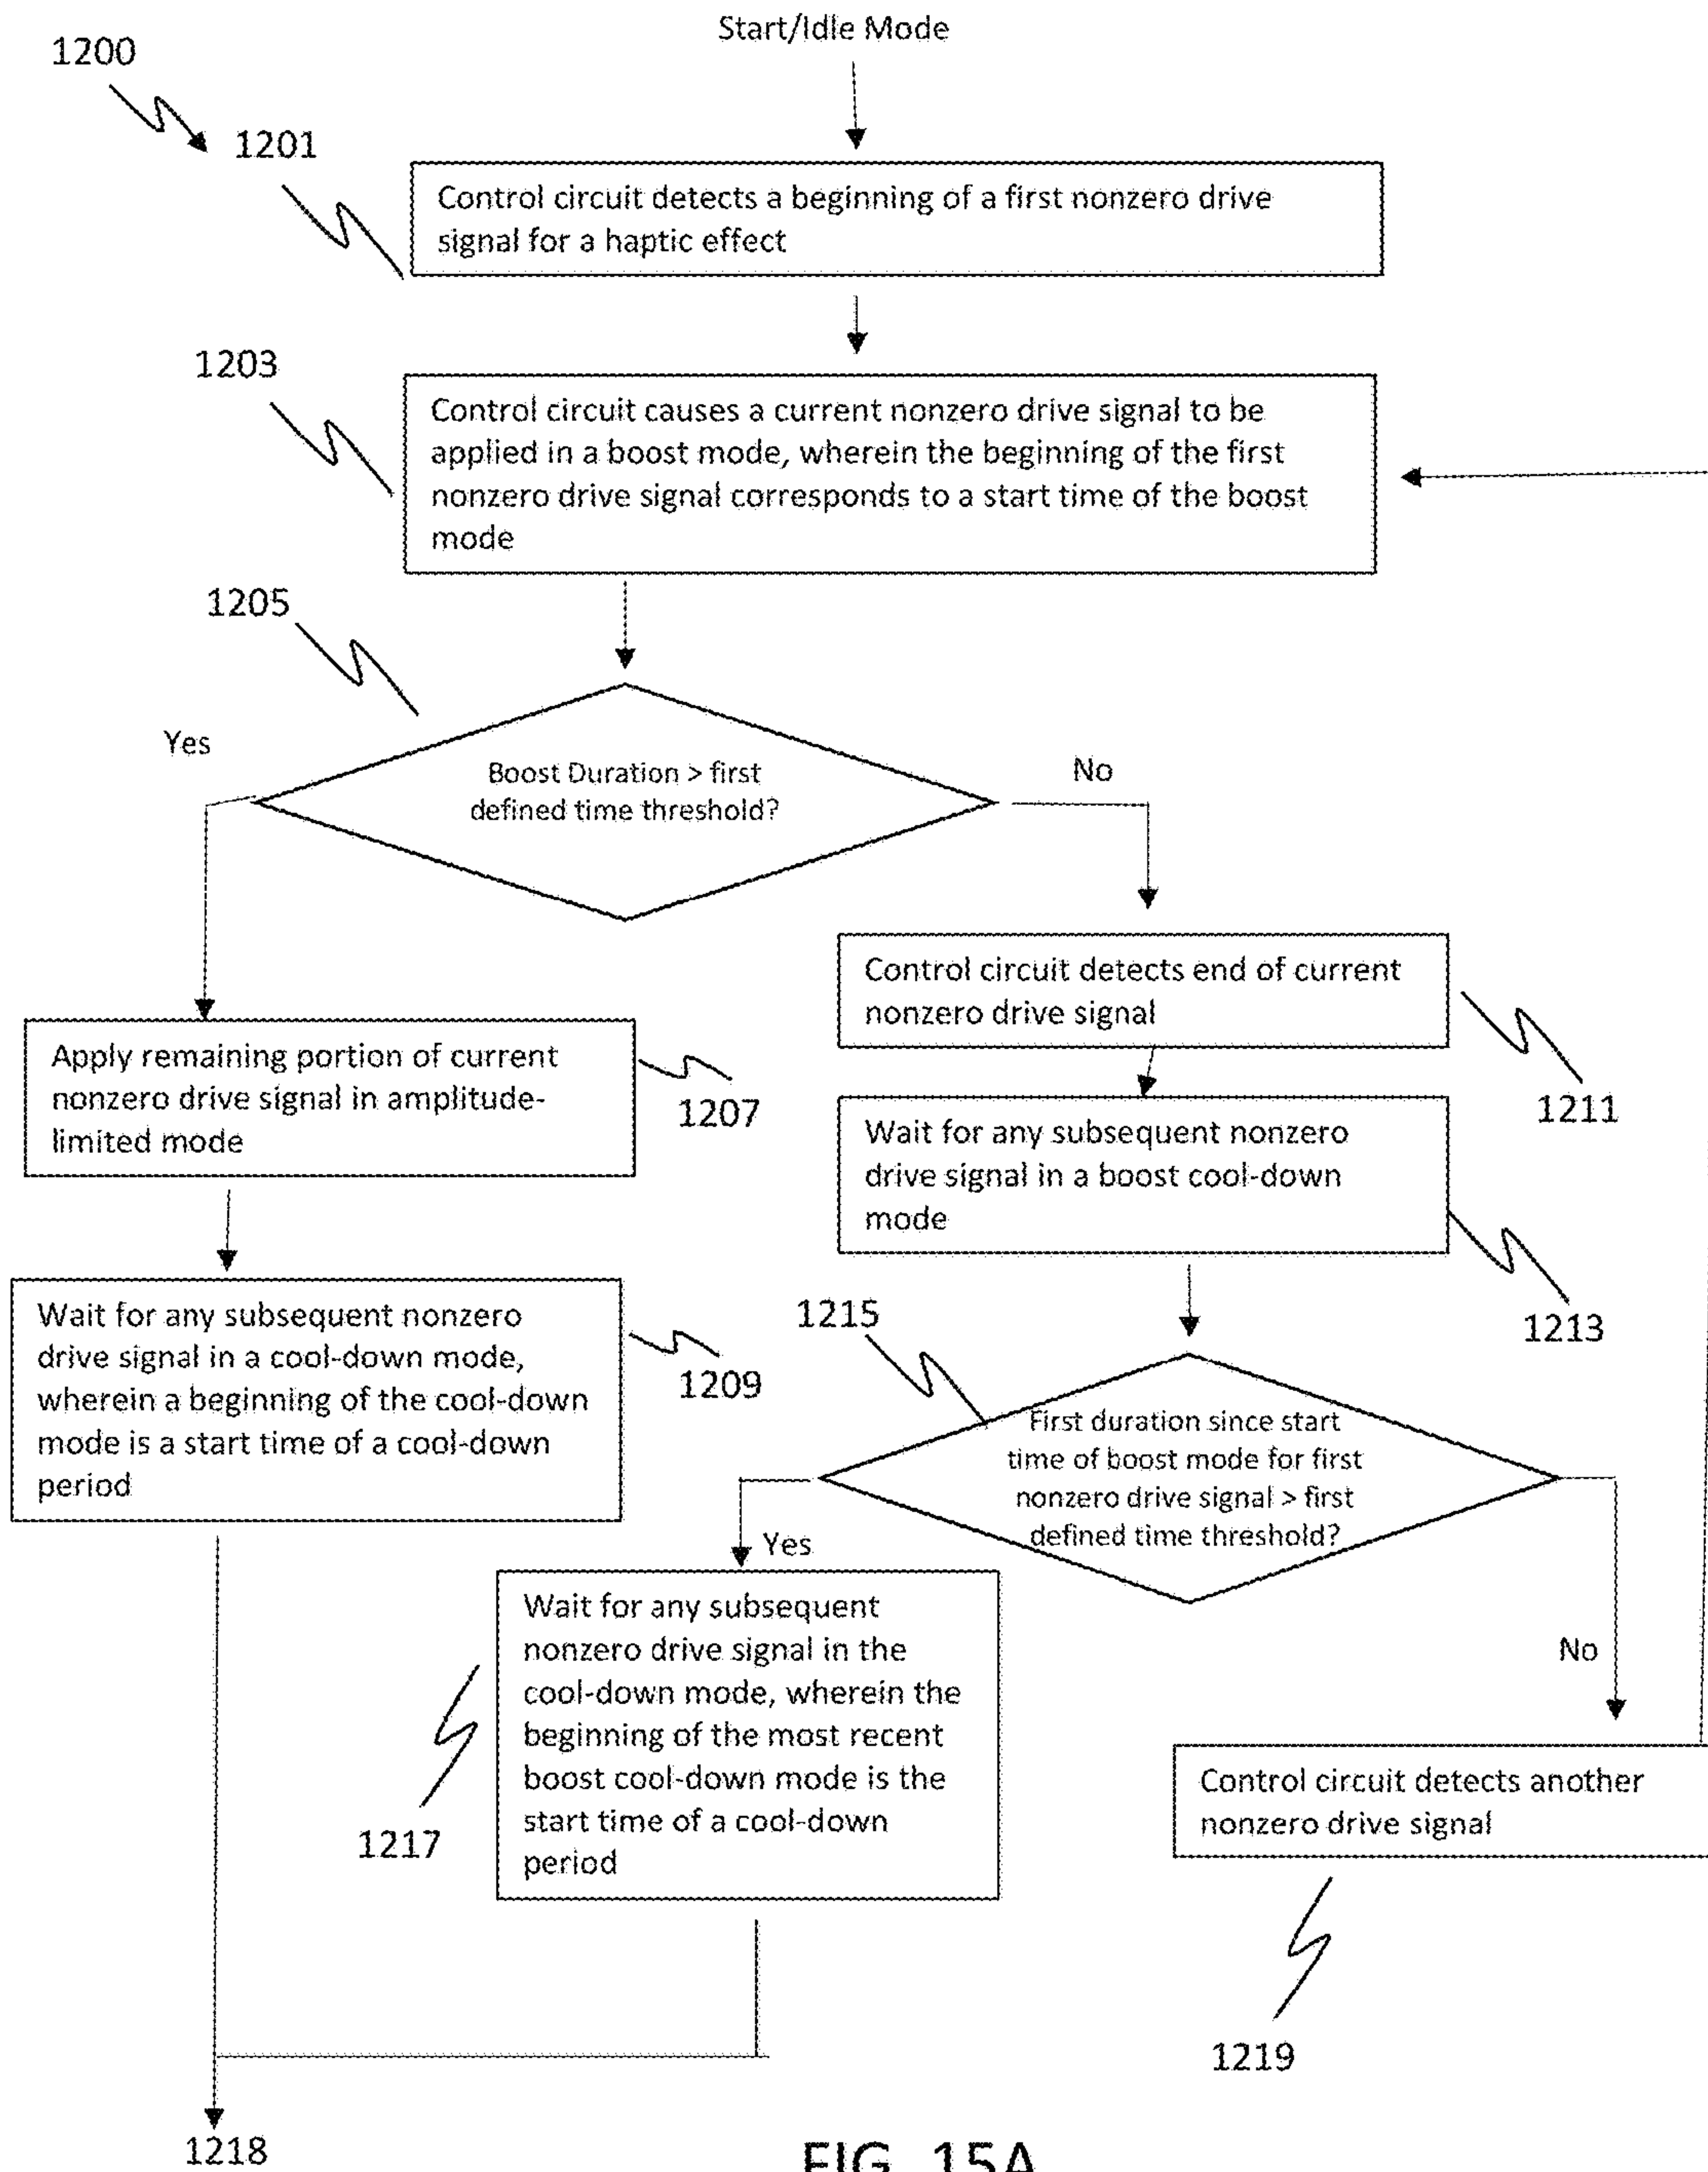 Start/Idle Mode
1200
1201
Control circuit detects a beginning of a first nonzero drive
signal for a haptic effect
1203
Control circuit causes a current nonzero drive signal to be
applied in a boost mode, wherein the beginning of the first
nonzero drive signal corresponds to a start time of the boost
mode
1205
Yes
No
Boost Duration > first
defined time threshold?
Control circuit detects end of current
nonzero drive signal
1211
Apply remaining portion of current
nonzero drive signal in amplitude-
limited mode
1207
Wait for any subsequent nonzero
drive signal in a boost cool-down
mode
1213
Wait for any subsequent nonzero
drive signal in a cool-down mode,
wherein a beginning of the cool-down
mode is a start time of a cool-down
period
1209
1215
First duration since start
time of boost mode for first
nonzero drive signal > first
defined time threshold?
Yes
No
Wait for any subsequent
nonzero drive signal in the
cool-down mode, wherein the
beginning of the most recent
boost cool-down mode is the
start time of a cool-down
period
1217
Control circuit detects another
nonzero drive signal
1219
1218
FIG. 15A